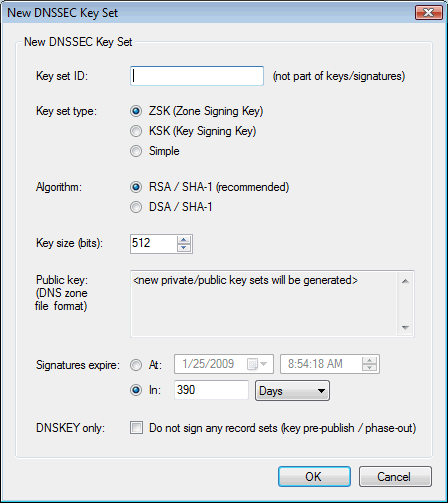 New DNSSEC Key Set
New DNSSEC Key Set
Key set ID: (not part of keys/signatures)
Key set type: ZSK (Zone Signing Key)
KSK (Key Signing Key)
Simple
Algorithm: RSA / SHA-1 (recommended)
DSA / SHA-1
Key size (bits): 512
Public key: <new private/public key sets will be generated>
(DNS zone
file format)
Signatures expire: At: 1/25/2009 8:54:18 AM
In: 390 Days
DNSKEY only: Do not sign any record sets (key pre-publish / phase-out)
OK Cancel